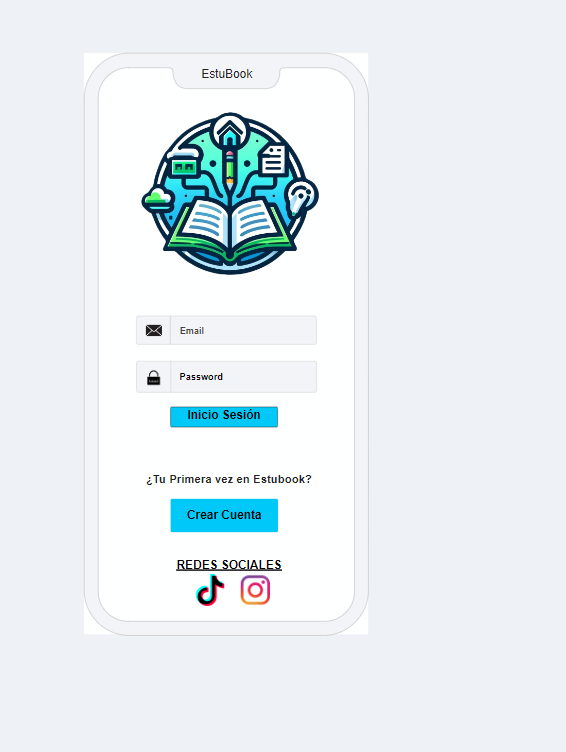 EstuBook
Email
Password
Inicio Sesión
¿Tu Primera vez en Estubook?
Crear Cuenta
REDES SOCIALES